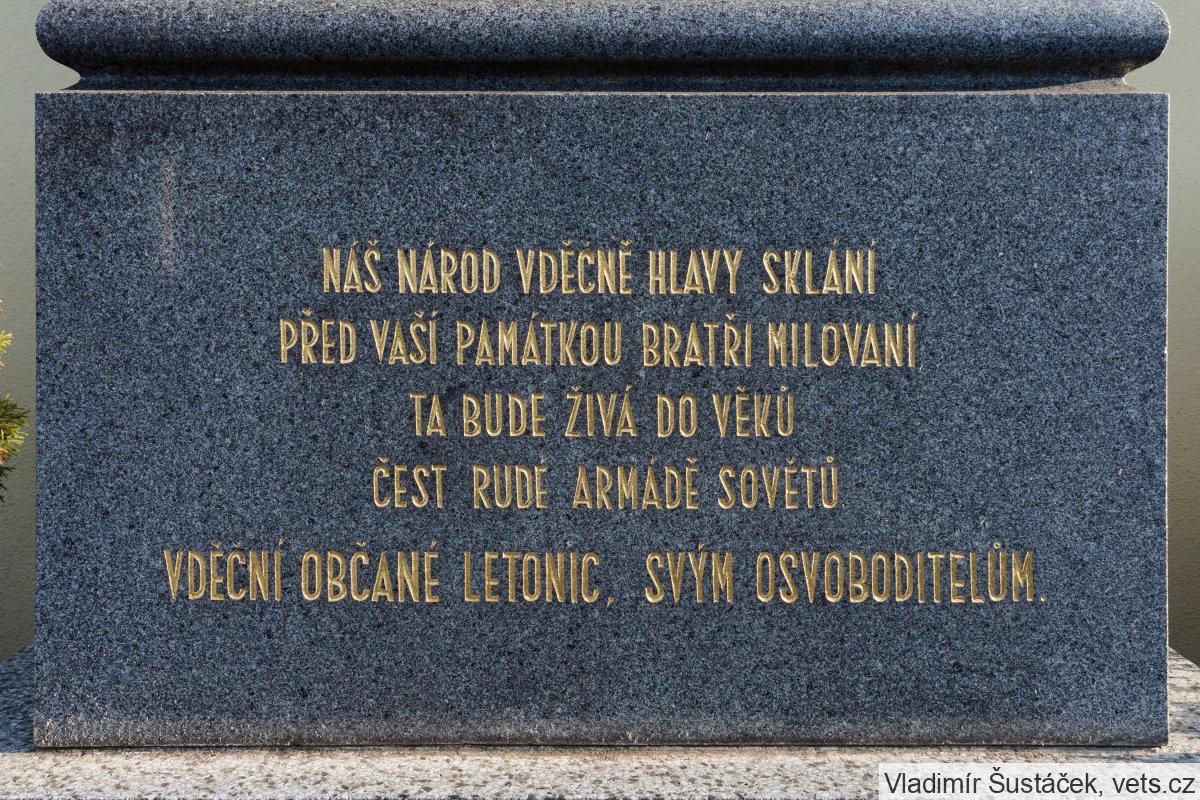 NÁŠ NÁROD VDĚČNĚ HLAVY SKLÁNÍ
PŘED VAŠÍ PAMÁTKOU BRATŘI MILOVANÍ
TA BUDE ŽIVÁ DO VĚKŮ
ČEST RUDÉ ARMÁDĚ SOVĚTŮ
VDĚČNÍ OBČANÉ LETONIC, SVÝM OSVOBODITELŮM.
Vladimír Šustáček, vets.cz